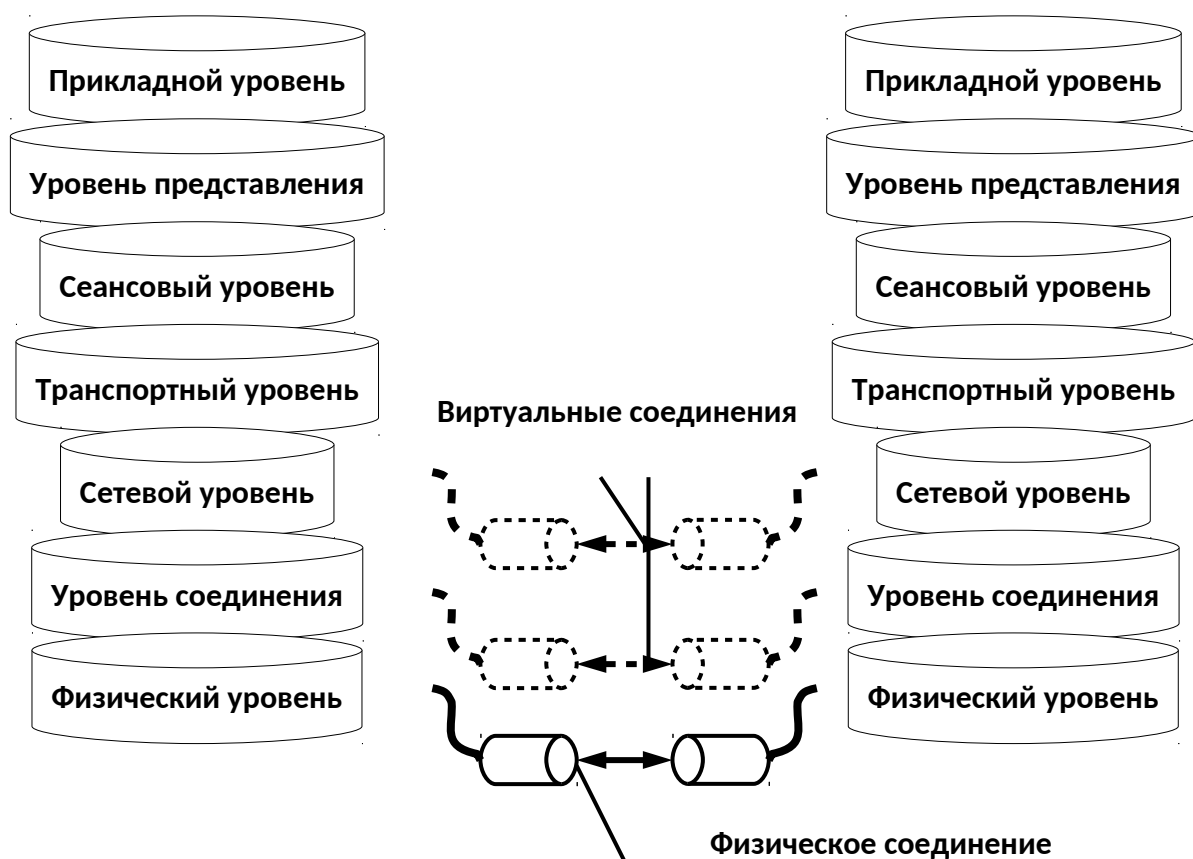 Прикладной уровень
Уровень представления
Сеансовый уровень
Транспортный уровень
Сетевой уровень
Уровень соединения
Физический уровень
Виртуальные соединения
Физическое соединение
Прикладной уровень
Уровень представления
Сеансовый уровень
Транспортный уровень
Сетевой уровень
Уровень соединения
Физический уровень